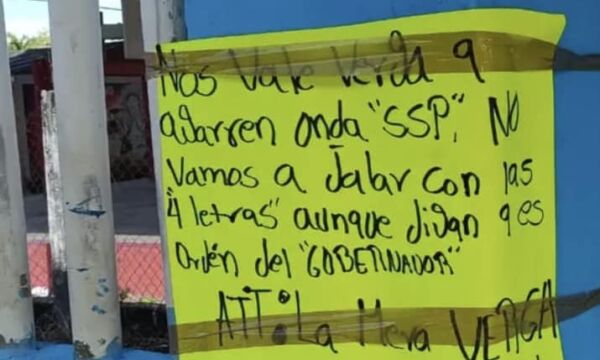 Nos vale verda q
agarren onda "SSP", NO
vamos a Jalar con las
"4 letras" aunque digan q es
orden del "GOBERNADOR"
ATT: La Mera VERGA